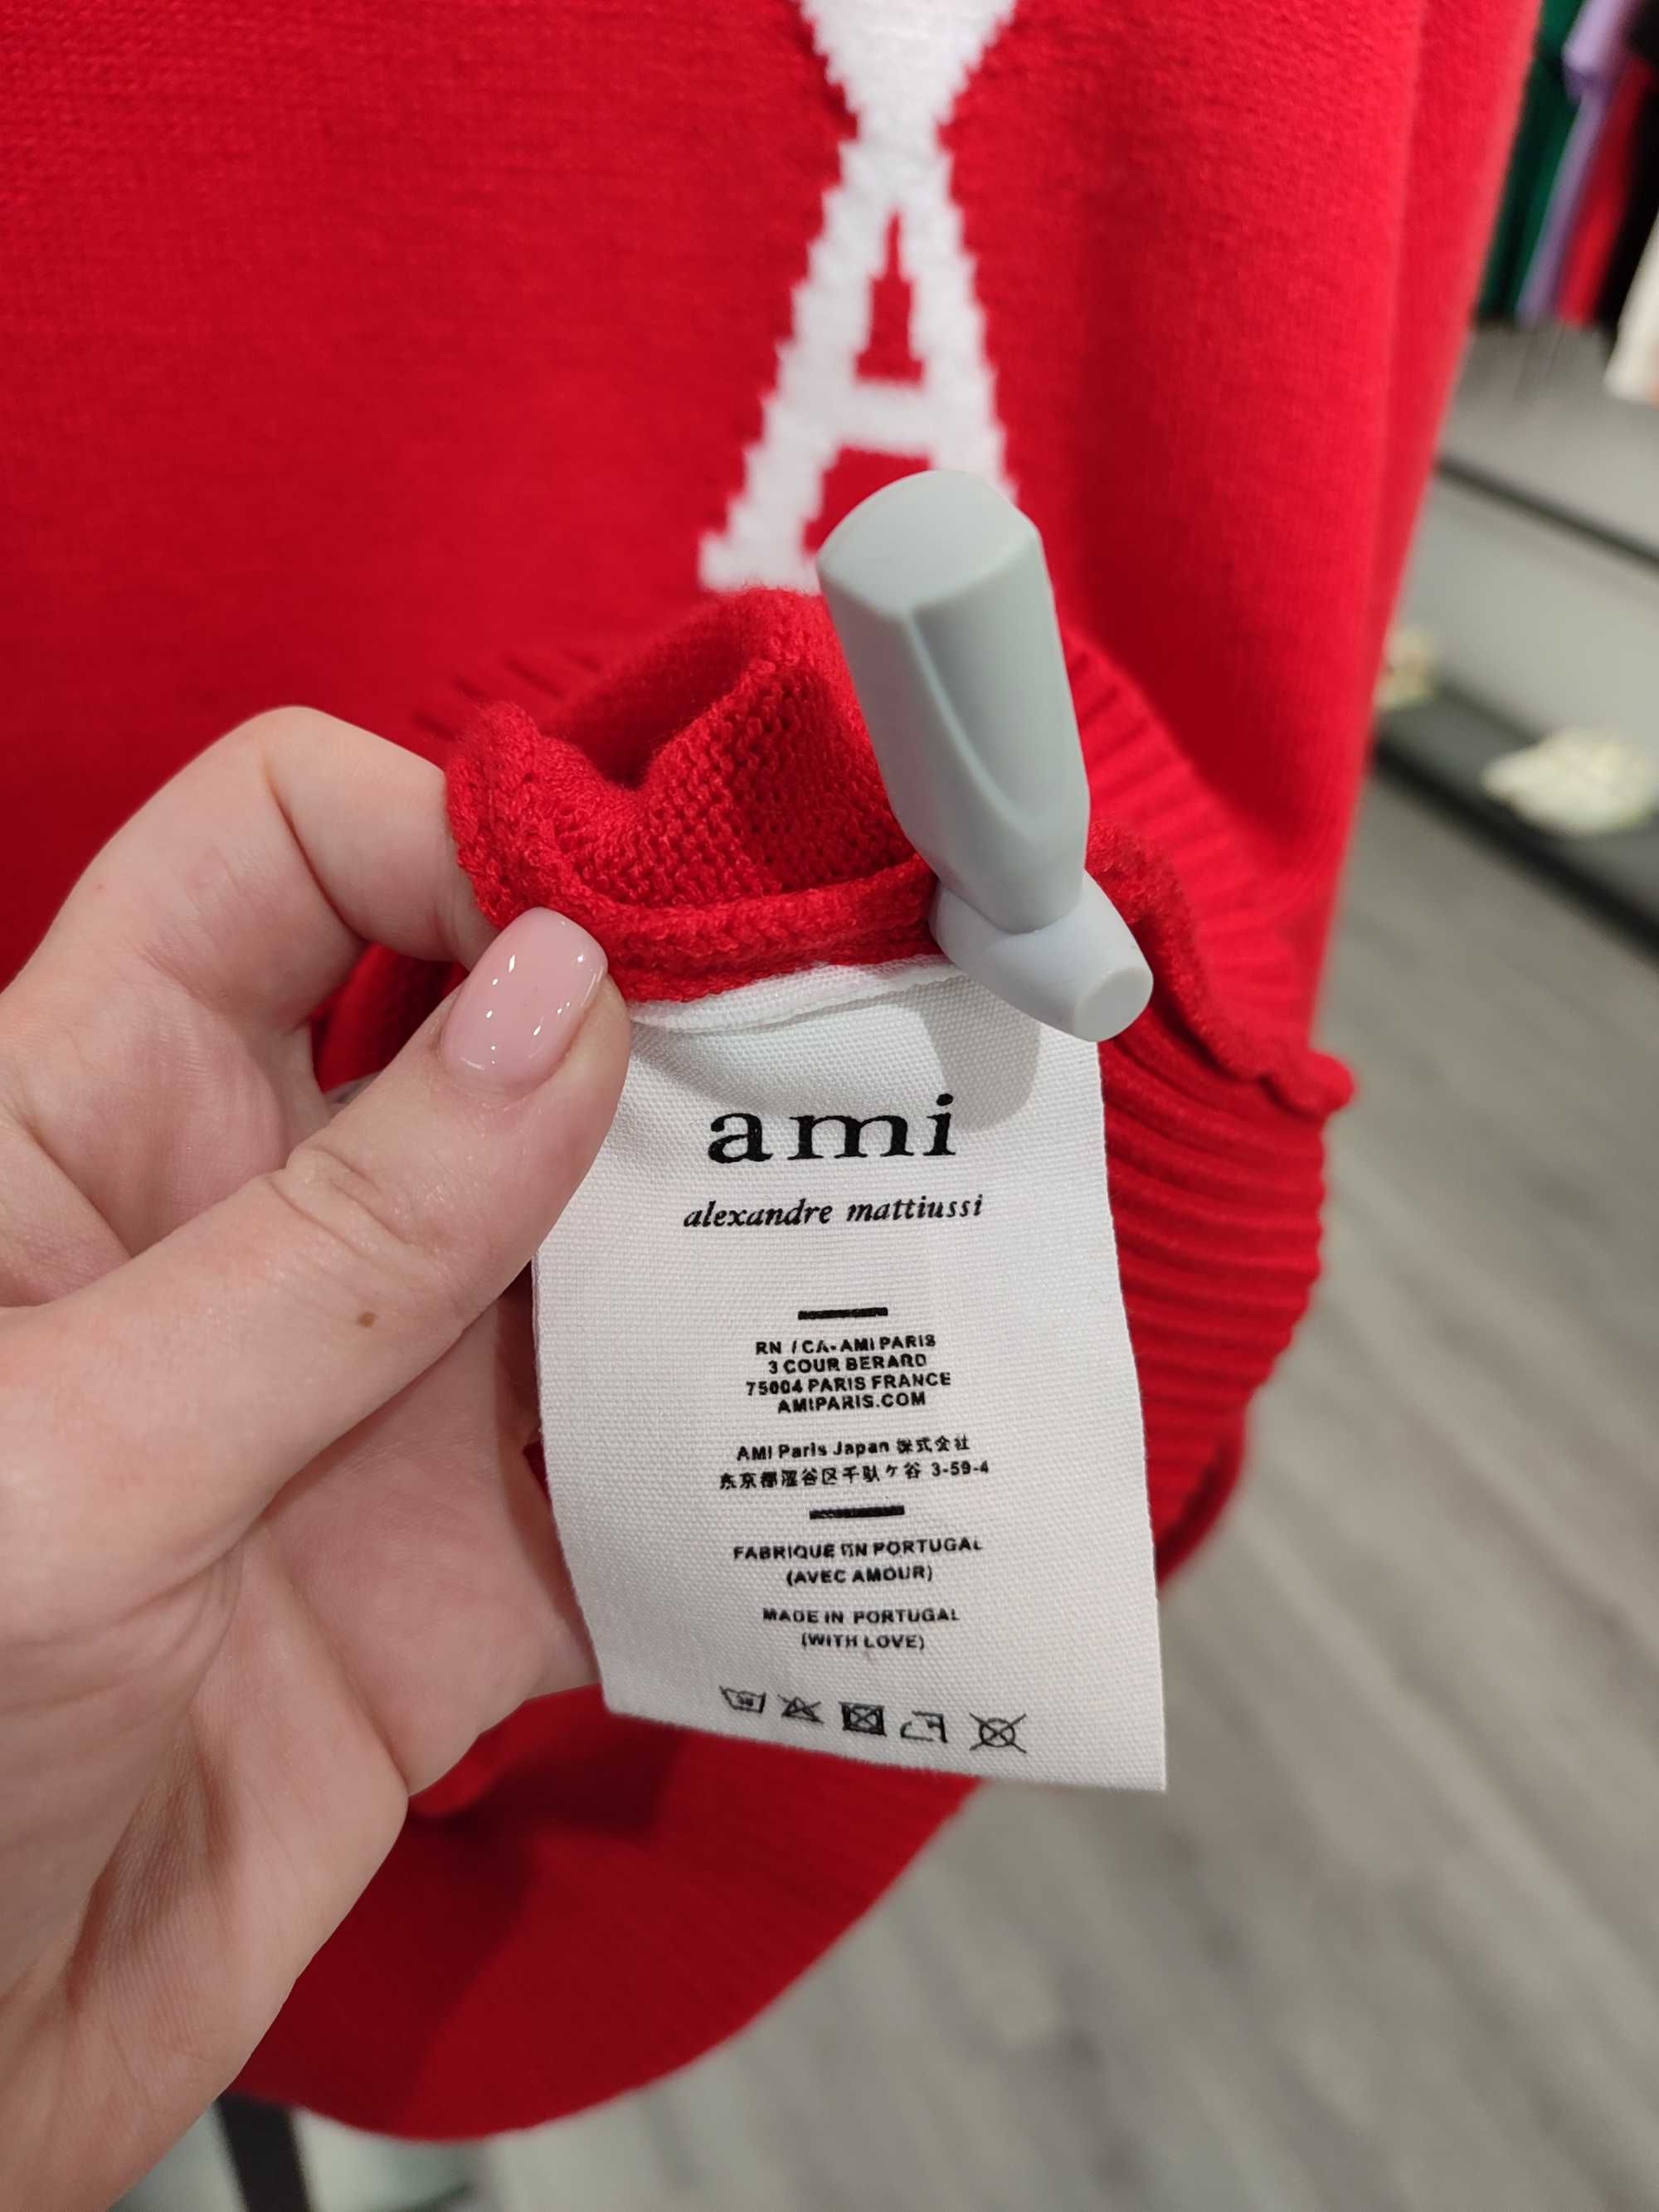 A
ami
alexandre mattiussi
RN / CA-AMI PARIS
3 COUR BERARD
75004 PARIS FRANCE
AMIPARIS.COM
AMI Paris Japan 株式会社
東京都渋谷区千駄ケ谷 3-59-4
FABRIQUE EN PORTUGAL
(AVEC AMOUR)
MADE IN PORTUGAL
(WITH LOVE)